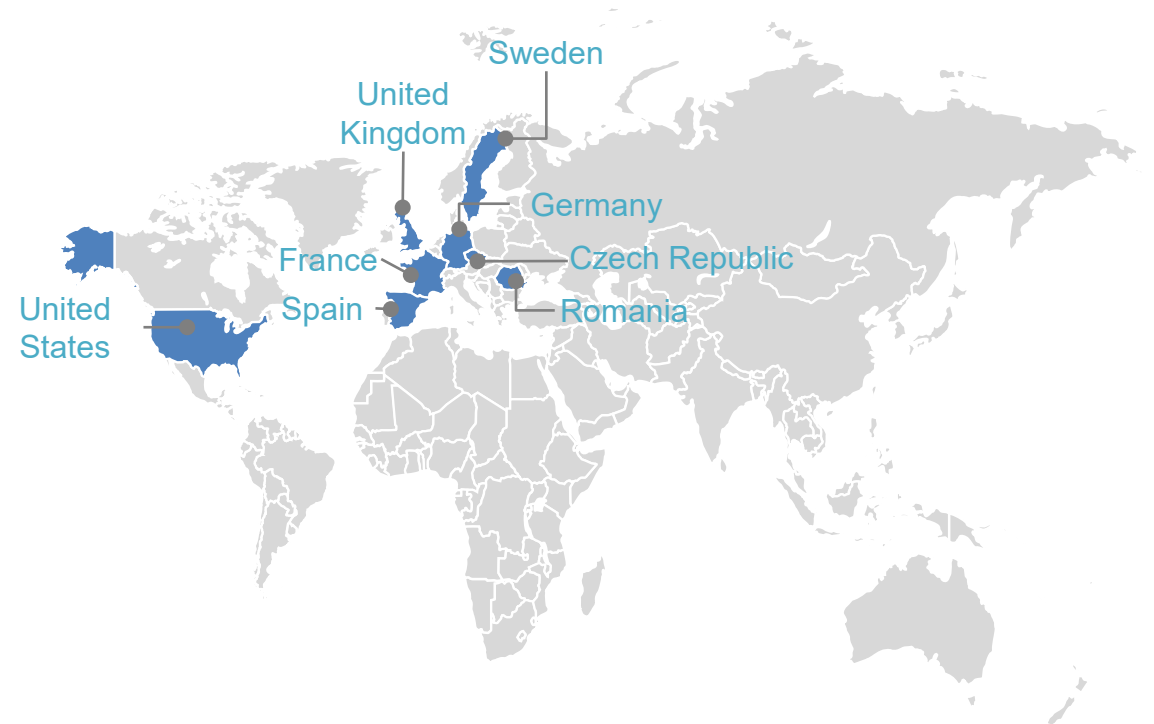 Sweden
United
Kingdom
Germany
France
Czech Republic
United
States
Spain
Romania